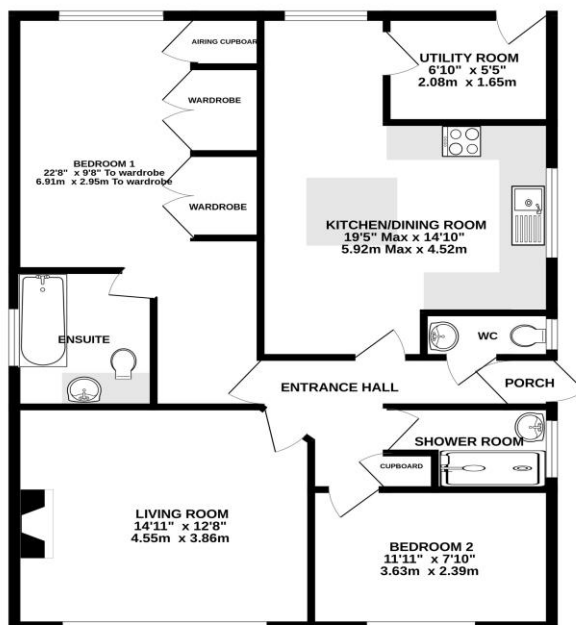 AIRING CUPBOAR
UTILITY ROOM
6'10" x 5'5"
2.08m x 1.65m
WARDROBE
BEDROOM 1
22'8" x 9'8" To wardrobe
6.91m x 2.95m To wardrobe
WARDROBE
KITCHEN/DINING ROOM
19'5" Max x 14'10"
5.92m Max x 4.52m
ENSUITE
WC
ENTRANCE HALL
PORCH
SHOWER ROOM
CUPBOARD
LIVING ROOM
14'11" x 12'8"
4.55m x 3.86m
BEDROOM 2
11'11" x 7'10"
3.63m x 2.39m